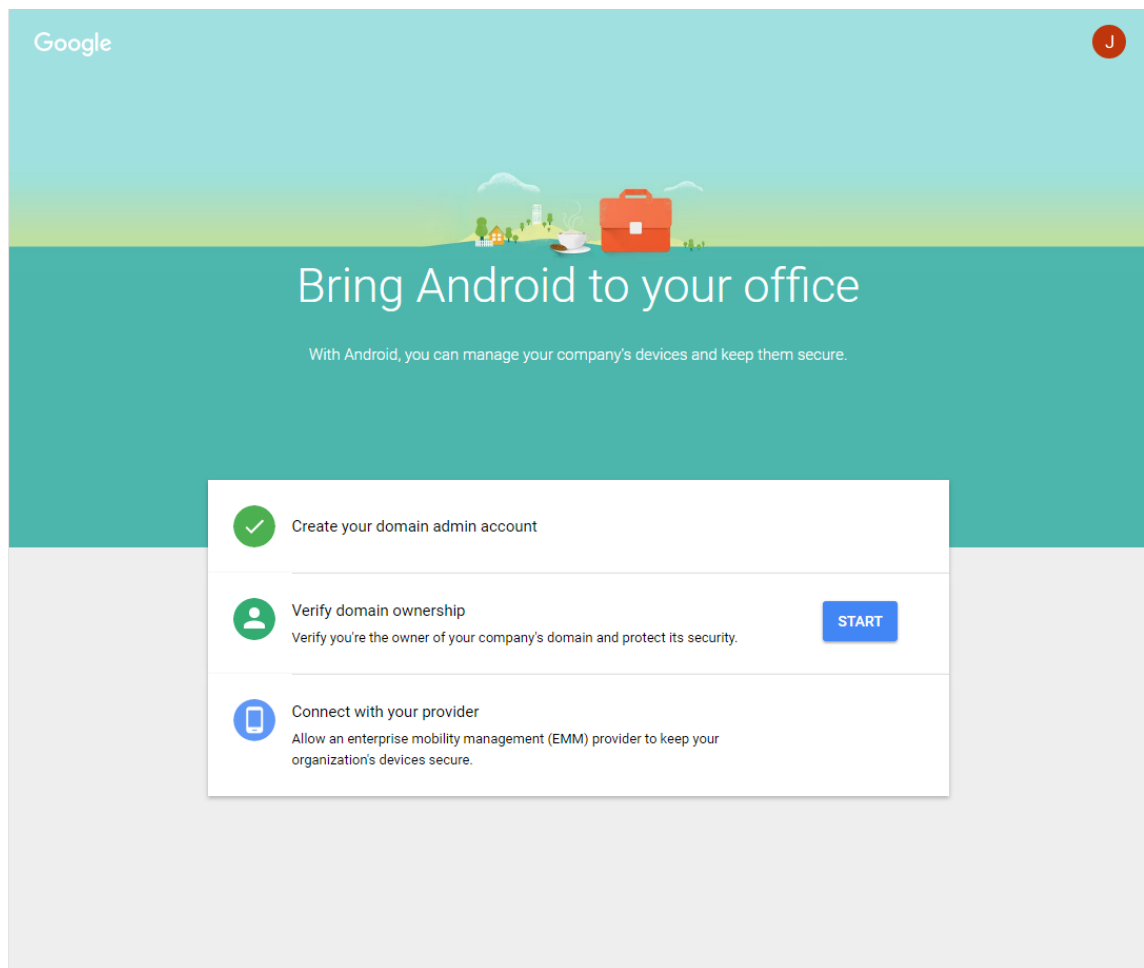 Google
J
Bring Android to your office
With Android, you can manage your company's devices and keep them secure.
Create your domain admin account
Verify domain ownership
Verify you're the owner of your company's domain and protect its security.
START
Connect with your provider
Allow an enterprise mobility management (EMM) provider to keep your
organization's devices secure.